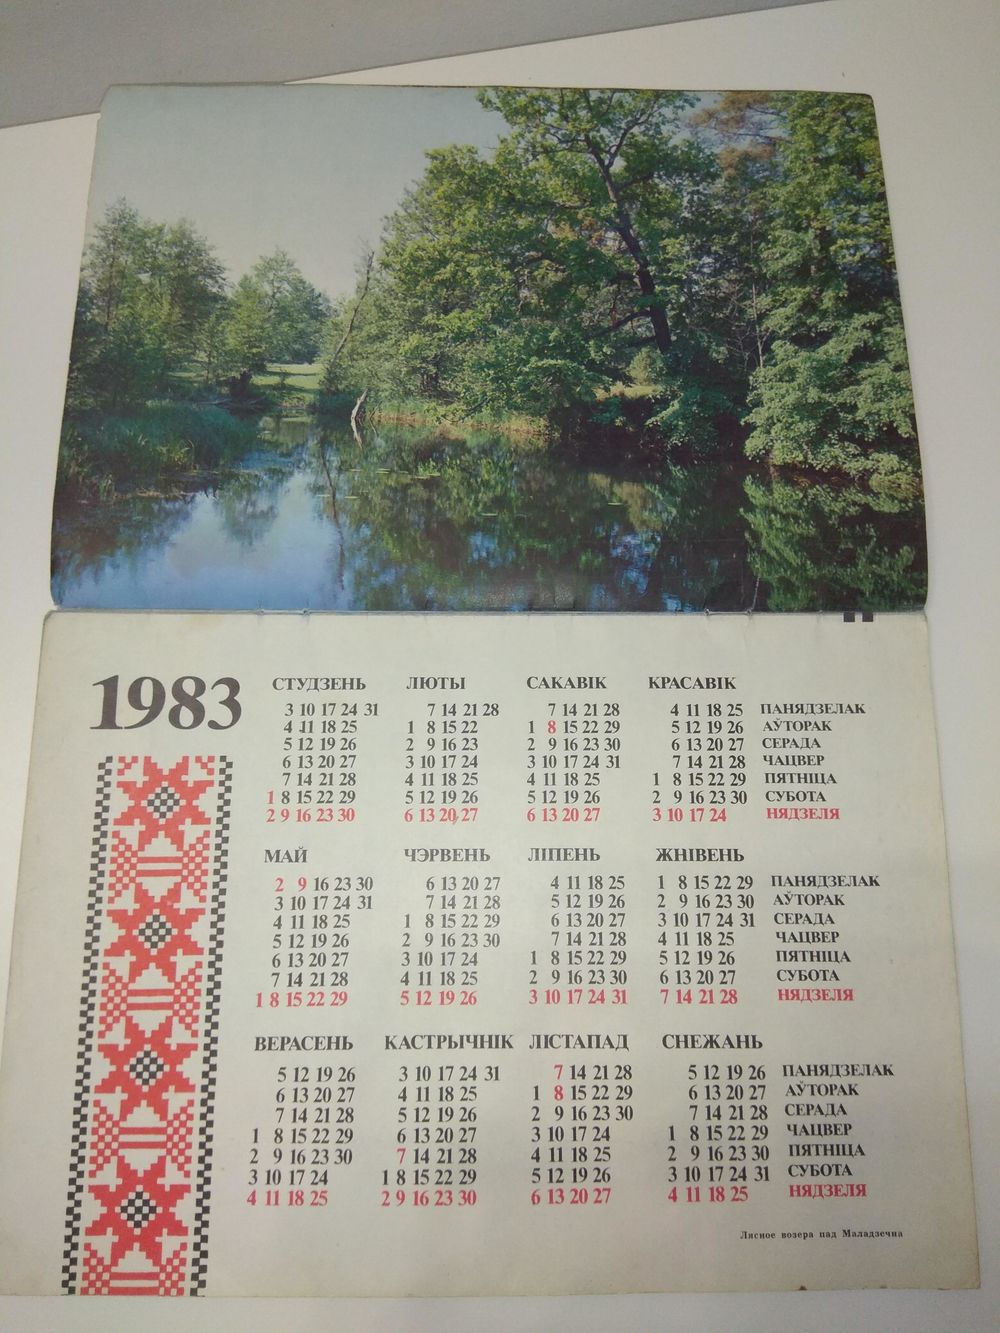 1983
СТУДЗЕНЬ ЛЮТЫ САКАВІК КРАСАВІК
3 10 17 24 31 7 14 21 28 7 14 21 28 4 11 18 25 ПАНЯДЗЕЛАК
4 11 18 25 1 8 15 22 1 8 15 22 29 5 12 19 26 АЎТОРАК
5 12 19 26 2 9 16 23 2 9 16 23 30 6 13 20 27 СЕРАДА
6 13 20 27 3 10 17 24 3 10 17 24 31 7 14 21 28 ЧАЦВЕР
7 14 21 28 4 11 18 25 4 11 18 25 1 8 15 22 29 ПЯТНІЦА
1 8 15 22 29 5 12 19 26 5 12 19 26 2 9 16 23 30 СУБОТА
2 9 16 23 30 6 13 20 27 6 13 20 27 3 10 17 24 НЯДЗЕЛЯ
МАЙ ЧЭРВЕНЬ ЛІПЕНЬ ЖНІВЕНЬ
2 9 16 23 30 6 13 20 27 4 11 18 25 1 8 15 22 29 ПАНЯДЗЕЛАК
3 10 17 24 31 7 14 21 28 5 12 19 26 2 9 16 23 30 АЎТОРАК
4 11 18 25 1 8 15 22 29 6 13 20 27 3 10 17 24 31 СЕРАДА
5 12 19 26 2 9 16 23 30 7 14 21 28 4 11 18 25 ЧАЦВЕР
6 13 20 27 3 10 17 24 1 8 15 22 29 5 12 19 26 ПЯТНІЦА
7 14 21 28 4 11 18 25 2 9 16 23 30 6 13 20 27 СУБОТА
1 8 15 22 29 5 12 19 26 3 10 17 24 31 7 14 21 28 НЯДЗЕЛЯ
ВЕРАСЕНЬ КАСТРЫЧНІК ЛІСТАПАД СНЕЖАНЬ
5 12 19 26 3 10 17 24 31 7 14 21 28 5 12 19 26 ПАНЯДЗЕЛАК
6 13 20 27 4 11 18 25 1 8 15 22 29 6 13 20 27 АЎТОРАК
7 14 21 28 5 12 19 26 2 9 16 23 30 7 14 21 28 СЕРАДА
1 8 15 22 29 6 13 20 27 3 10 17 24 1 8 15 22 29 ЧАЦВЕР
2 9 16 23 30 7 14 21 28 4 11 18 25 2 9 16 23 30 ПЯТНІЦА
3 10 17 24 1 8 15 22 29 5 12 19 26 3 10 17 24 31 СУБОТА
4 11 18 25 2 9 16 23 30 6 13 20 27 4 11 18 25 НЯДЗЕЛЯ
Лясное возера пад Маладзечна